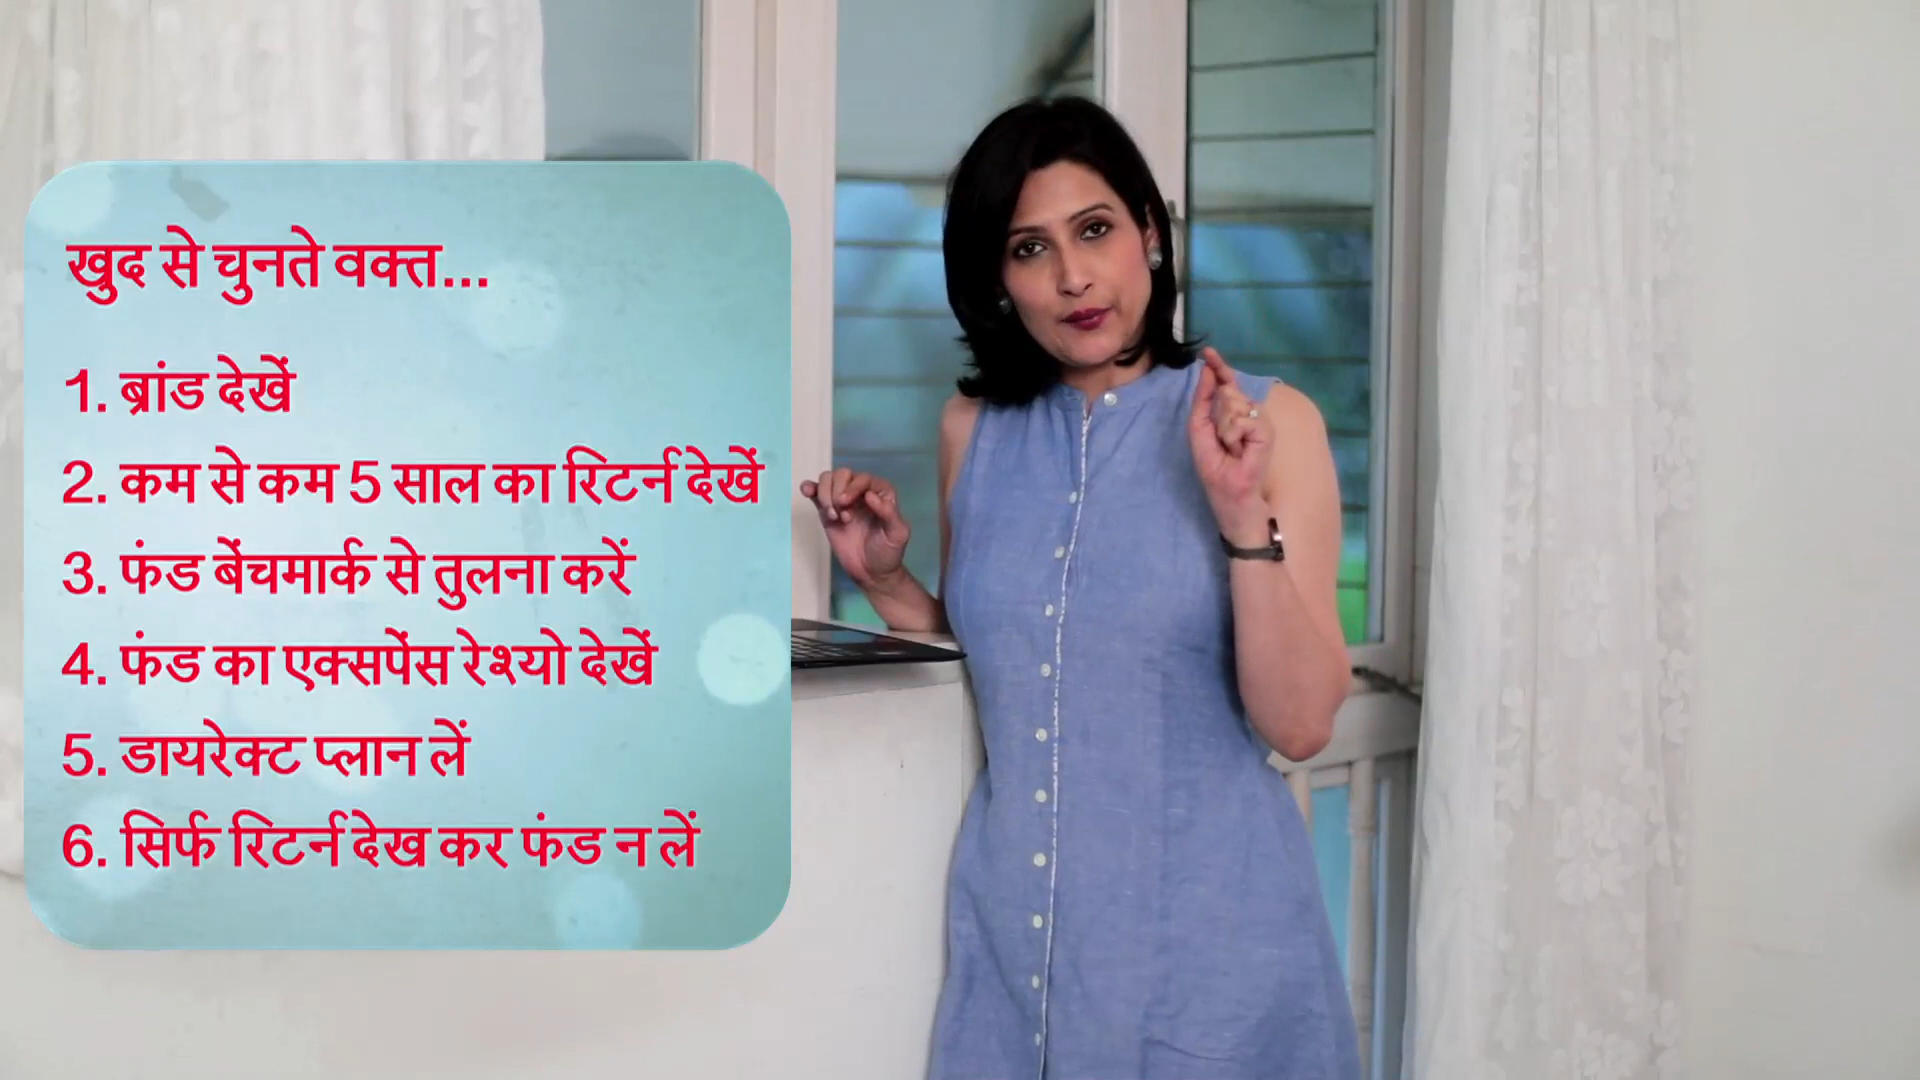 खुद से चुनते वक्त...
1. ब्रांड देखें
2. कम से कम 5 साल का रिटर्न देखें
3. फंड बेंचमार्क से तुलना करें
4. फंड का एक्सपेंस रेश्यो देखें
5. डायरेक्ट प्लान लें
6. सिर्फ रिटर्न देख कर फंड न लें